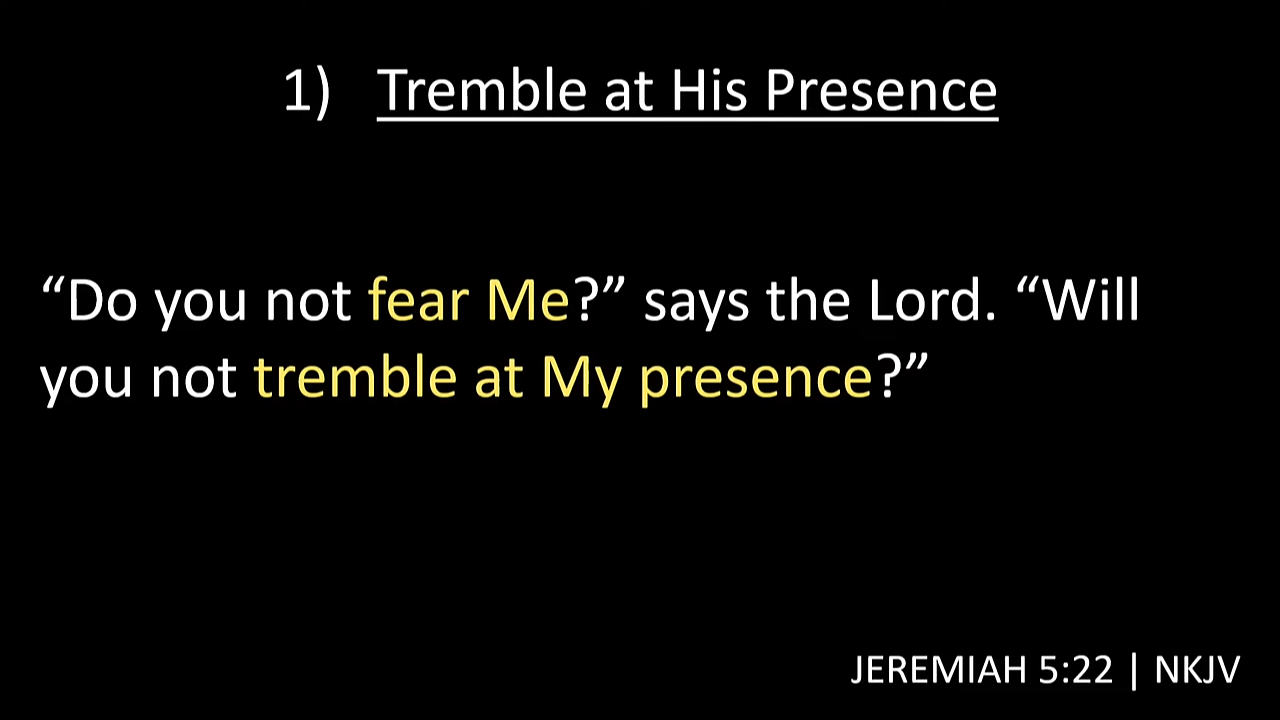 1) Tremble at His Presence
“Do you not fear Me?” says the Lord. “Will
you not tremble at My presence?”
JEREMIAH 5:22 | NKJV